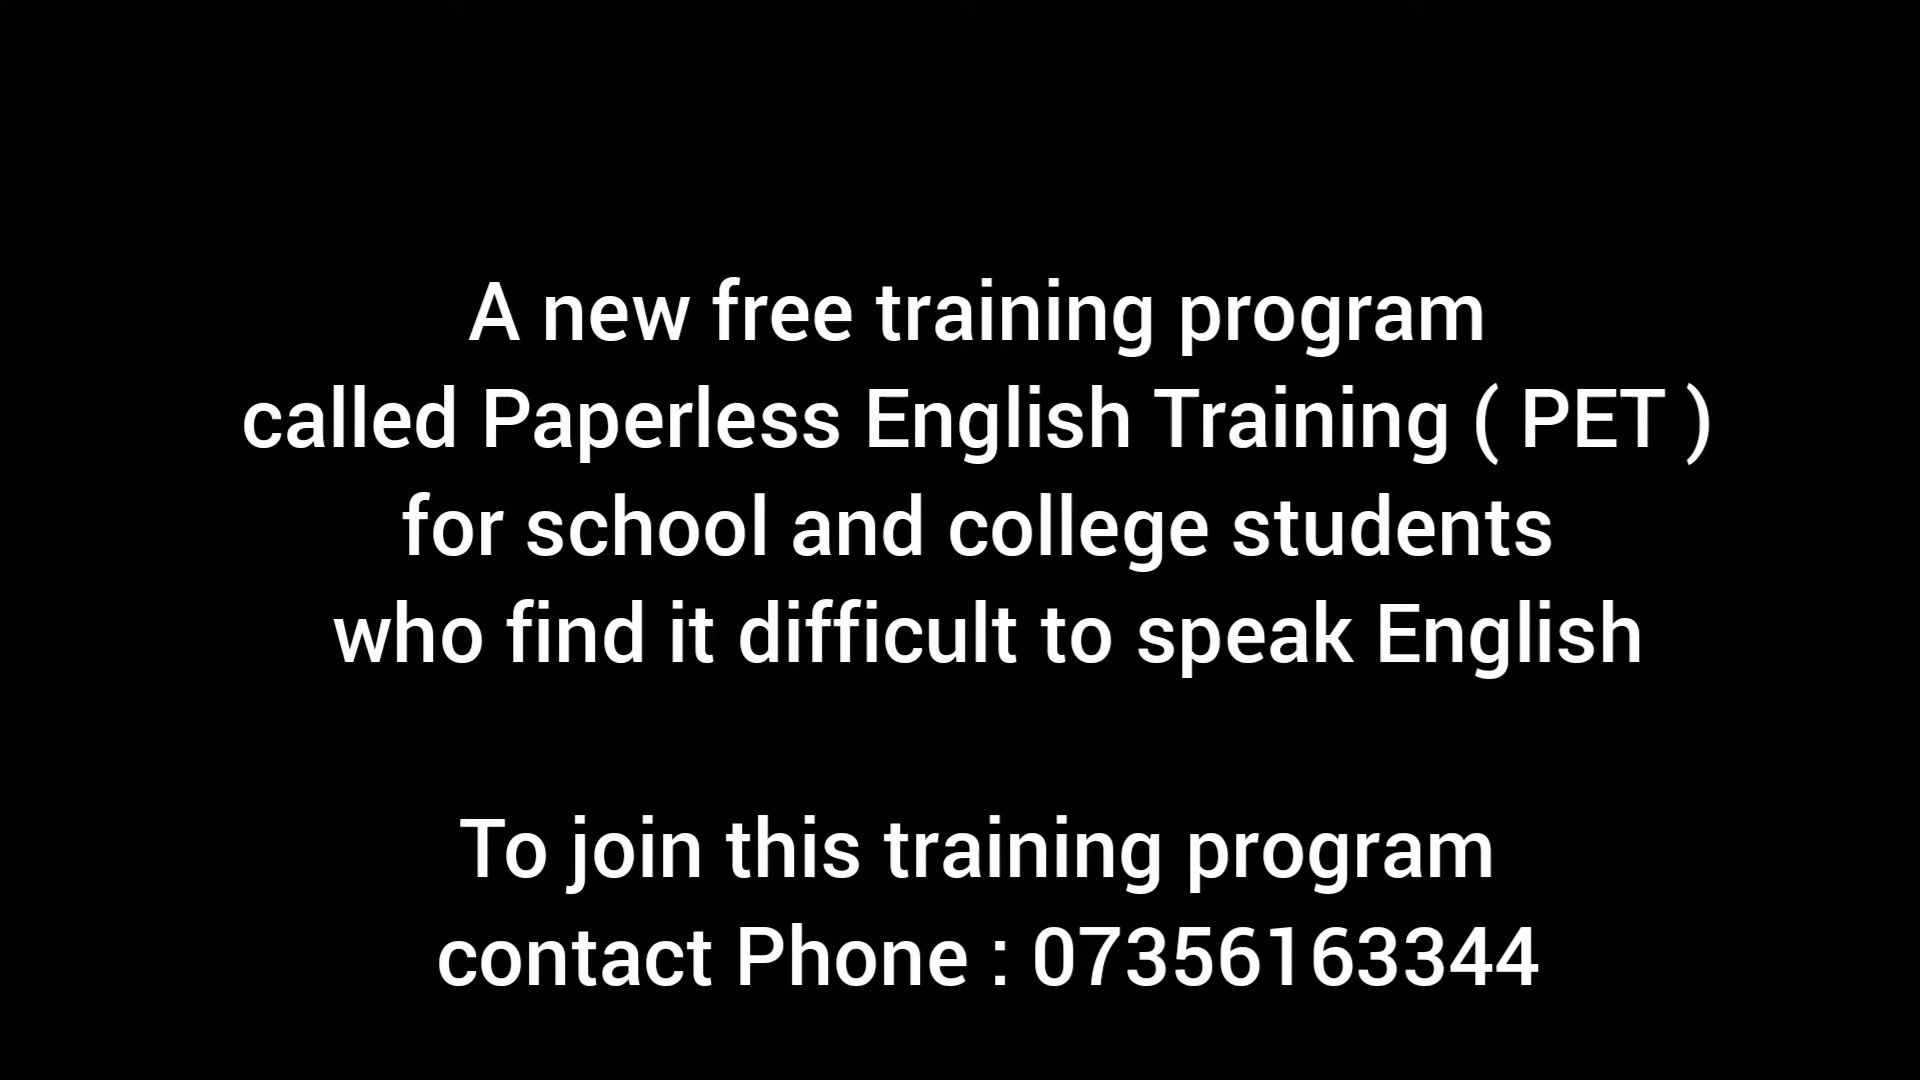 A new free training program
called Paperless English Training ( PET )
for school and college students
who find it difficult to speak English
To join this training program
contact Phone : 07356163344